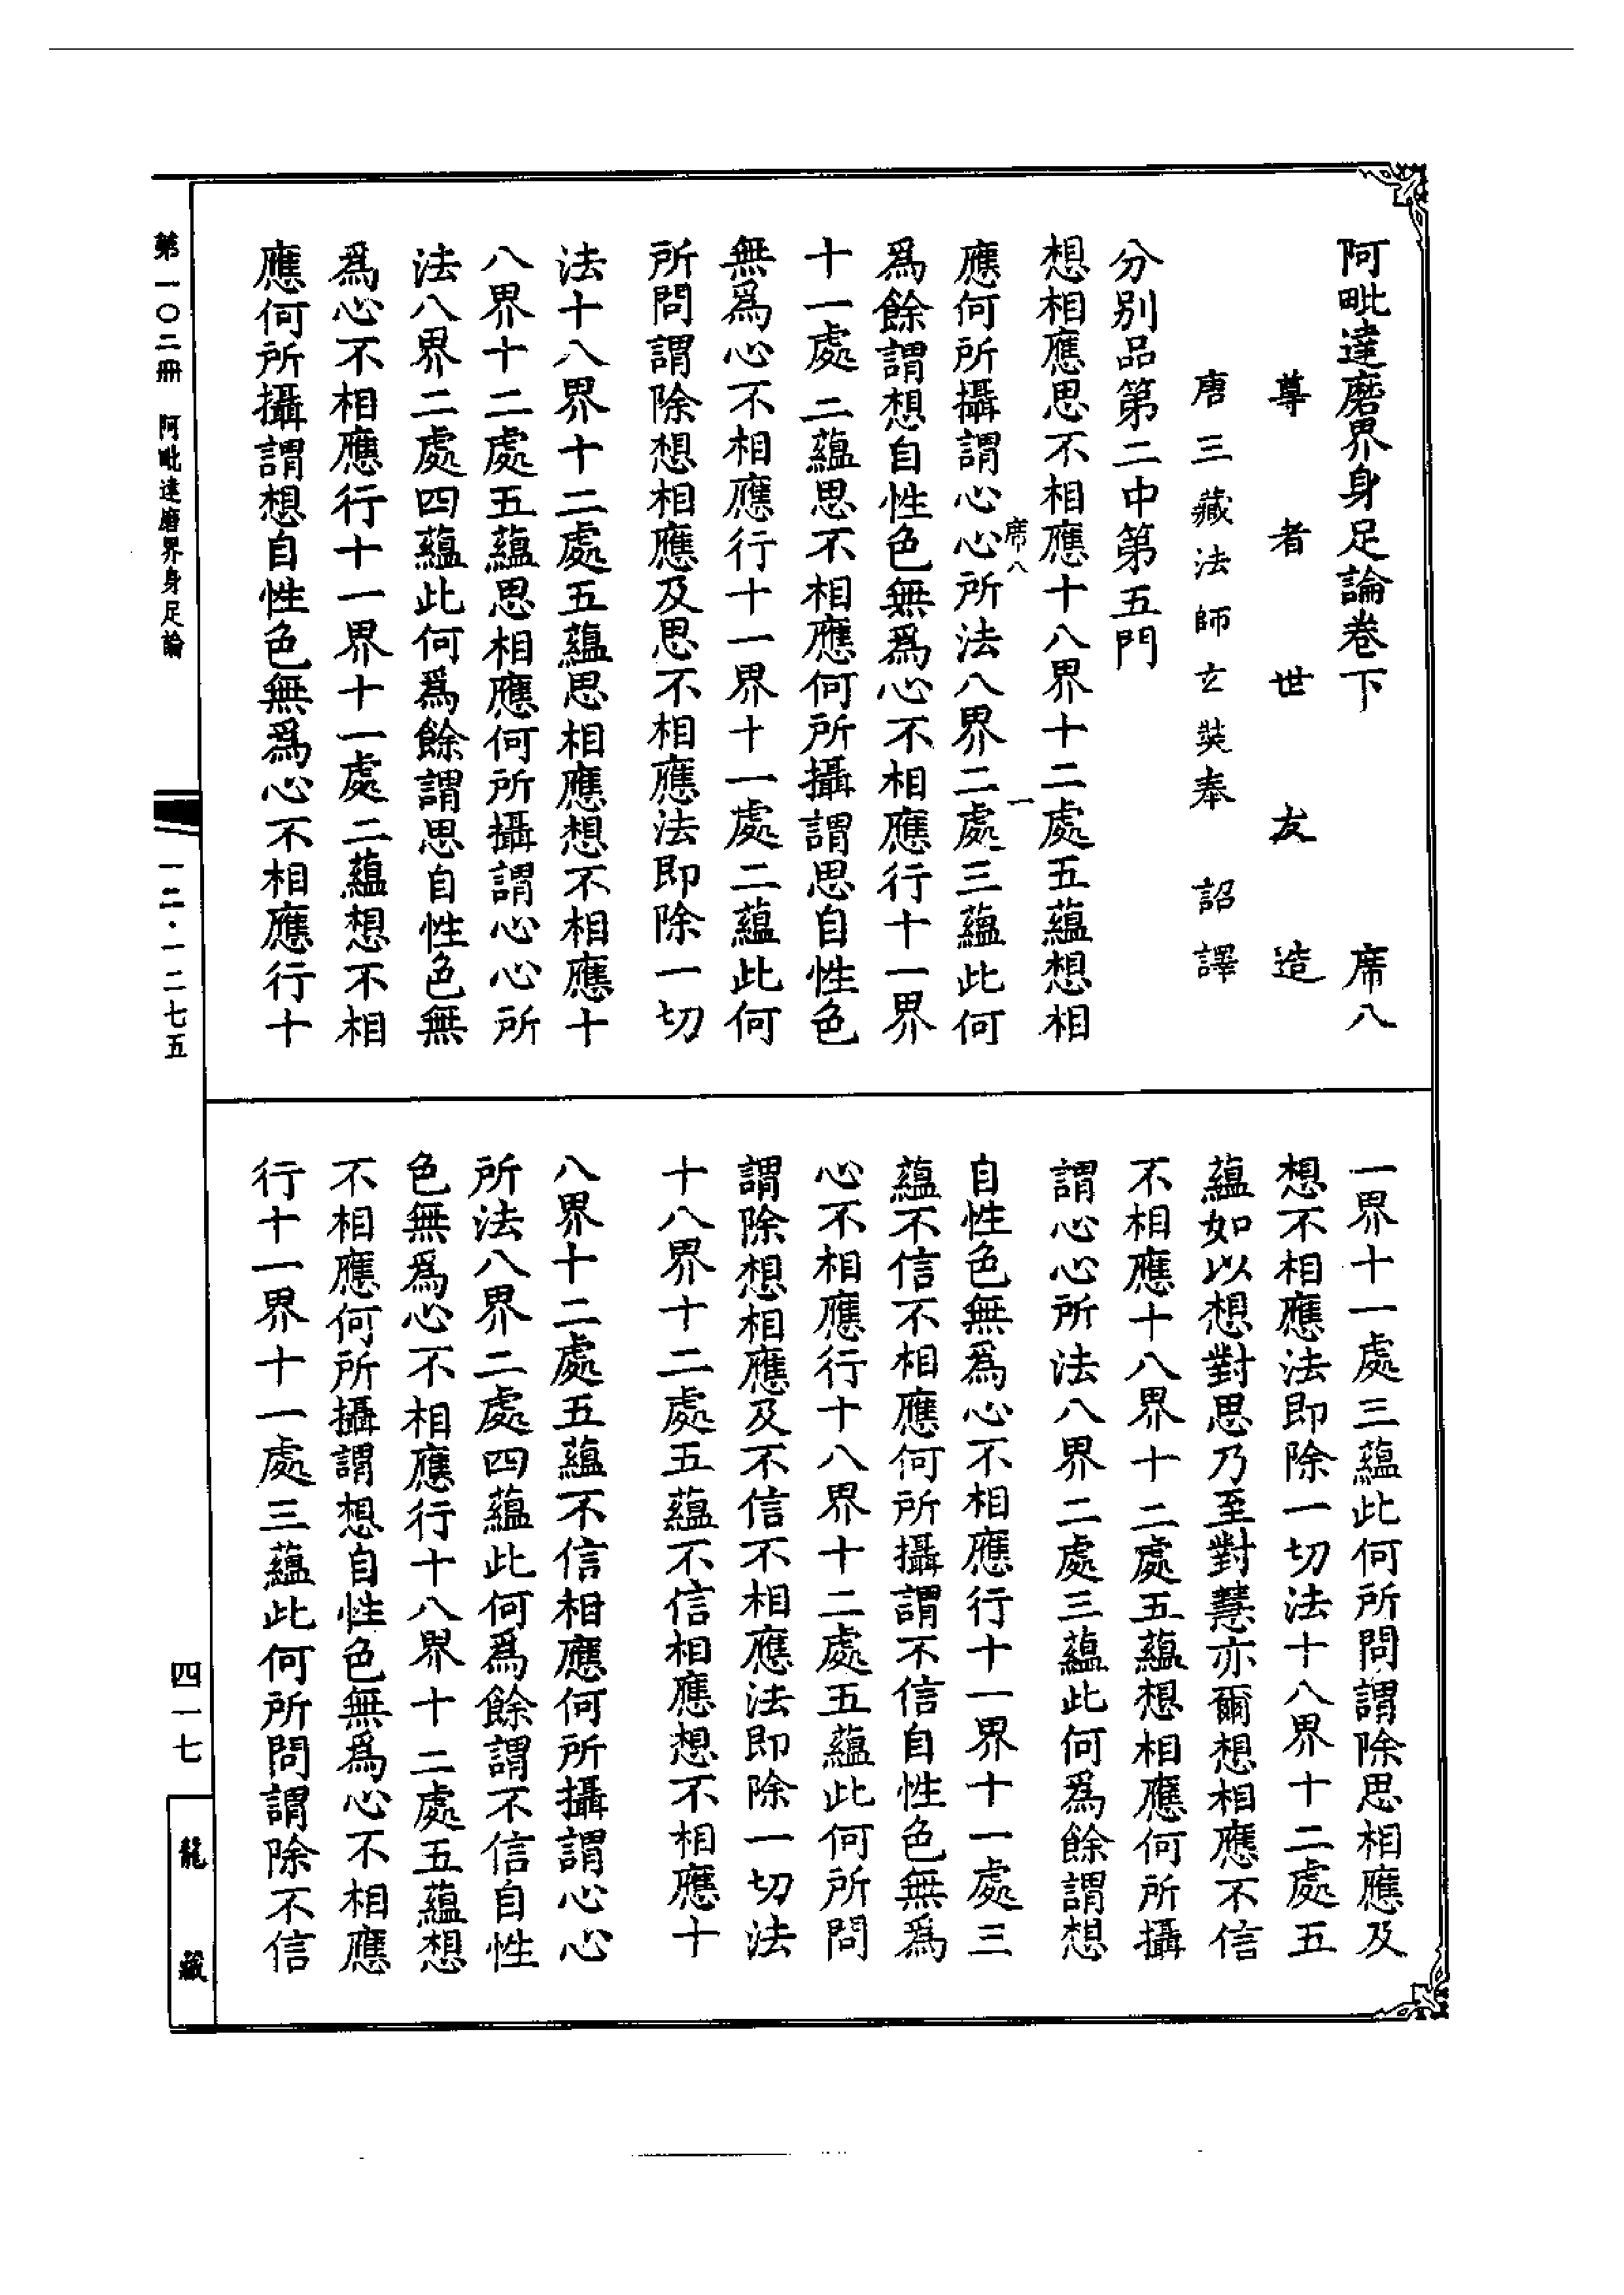 阿毗達磨界身足論卷下　席八
尊者世友造
唐三藏法師玄奘奉詔譯
分別品第二中第五門
想相應思不相應十八界十二處五蘊想相
席八　一
應何所攝謂心心所法八界二處三蘊此何
爲餘謂想自性色無爲心不相應行十一界
十一處二蘊思不相應何所攝謂思自性色
無爲心不相應行十一界十一處二蘊此何
所問謂除想相應及思不相應法即除一切
法十八界十二處五蘊思相應想不相應十
八界十二處五蘊思相應何所攝謂心心所
法八界二處四蘊此何爲餘謂思自性色無
爲心不相應行十一界十一處二蘊想不相
應何所攝謂想自性色無爲心不相應行十
一界十一處三蘊此何所問謂除思相應及
想不相應法即除一切法十八界十二處五
蘊如以想對思乃至對慧亦爾想相應不信
不相應十八界十二處五蘊想相應何所攝
謂心心所法八界二處三蘊此何爲餘謂想
自性色無爲心不相應行十一界十一處三
蘊不信不相應何所攝謂不信自性色無爲
心不相應行十八界十二處五蘊此何所問
謂除想相應及不信不相應法即除一切法
十八界十二處五蘊不信相應想不相應十
八界十二處五蘊不信相應何所攝謂心心
所法八界二處四蘊此何爲餘謂不信自性
色無爲心不相應行十八界十二處五蘊想
不相應何所攝謂想自性色無爲心不相應
行十一界十一處三蘊此何所問謂除不信
第一〇二冊　阿毗達磨界身足論
一二·一二七五
四一七
龍藏